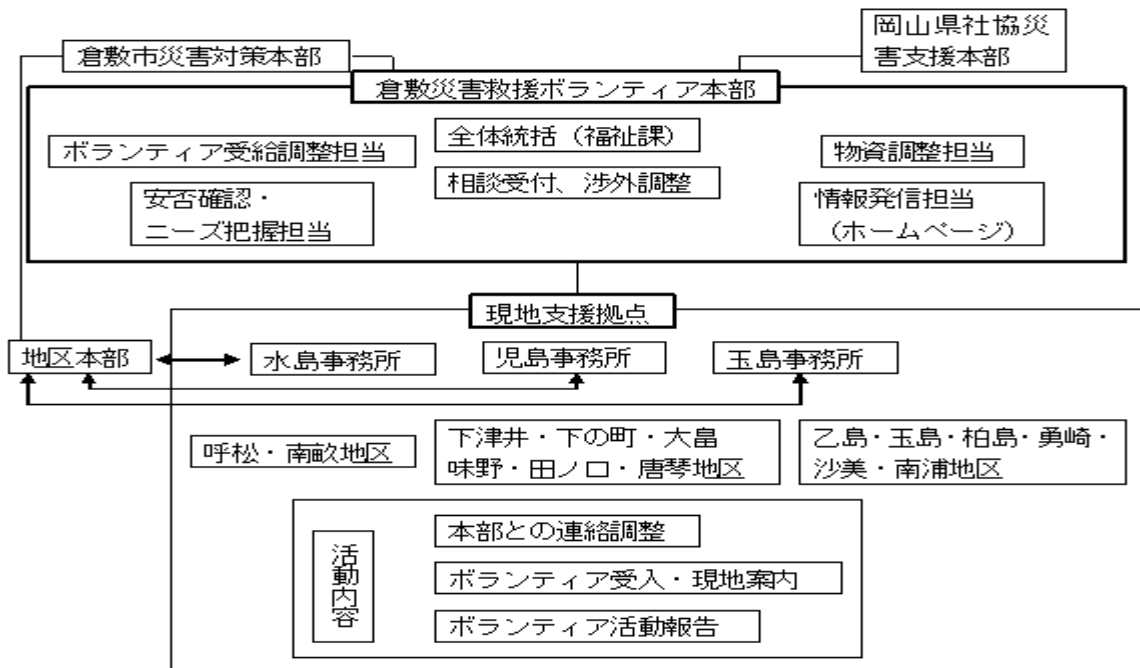 岡山県社協災
害支援本部
倉敷市災害対策本部
倉敷災害救援ボランティア本部
全体統括(福祉課)
ボランティア受給調整担当
物資調整担当
相談受付、渉外調整
安否確認・
ニーズ把握担当
情報発信担当
(ホームページ)
現地支援拠点
地区本部
水島事務所
児島事務所
玉島事務所
呼松・南畝地区
下津井・下の町・大畠
味野・田ノ口・唐琴地区
乙島・玉島・柏島・勇崎・
沙美・南浦地区
活動内容
本部との連絡調整
ボランティア受入・現地案内
ボランティア活動報告